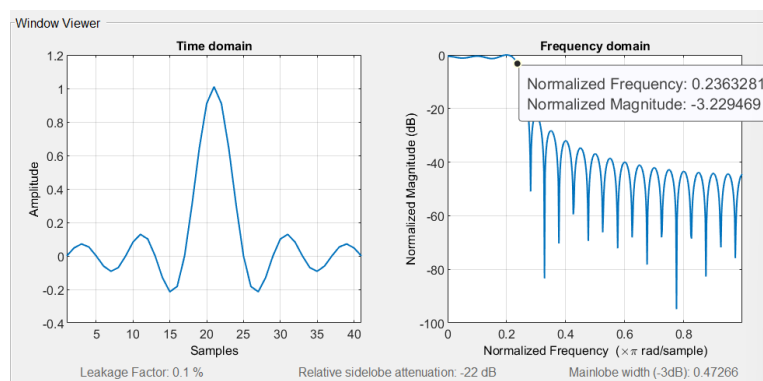 Window Viewer
Time domain
1.2
1
0.8
0.6
0.4
0.2
0
-0.2
-0.4
Amplitude
5 10 15 20 25 30 35 40
Samples
Frequency domain
0
-20
-40
-60
-80
-100
Normalized Magnitude (dB)
Normalized Frequency: 0.2363281
Normalized Magnitude: -3.229469
0 0.2 0.4 0.6 0.8
Normalized Frequency (×π rad/sample)
Leakage Factor: 0.1 %
Relative sidelobe attenuation: -22 dB
Mainlobe width (-3dB): 0.47266